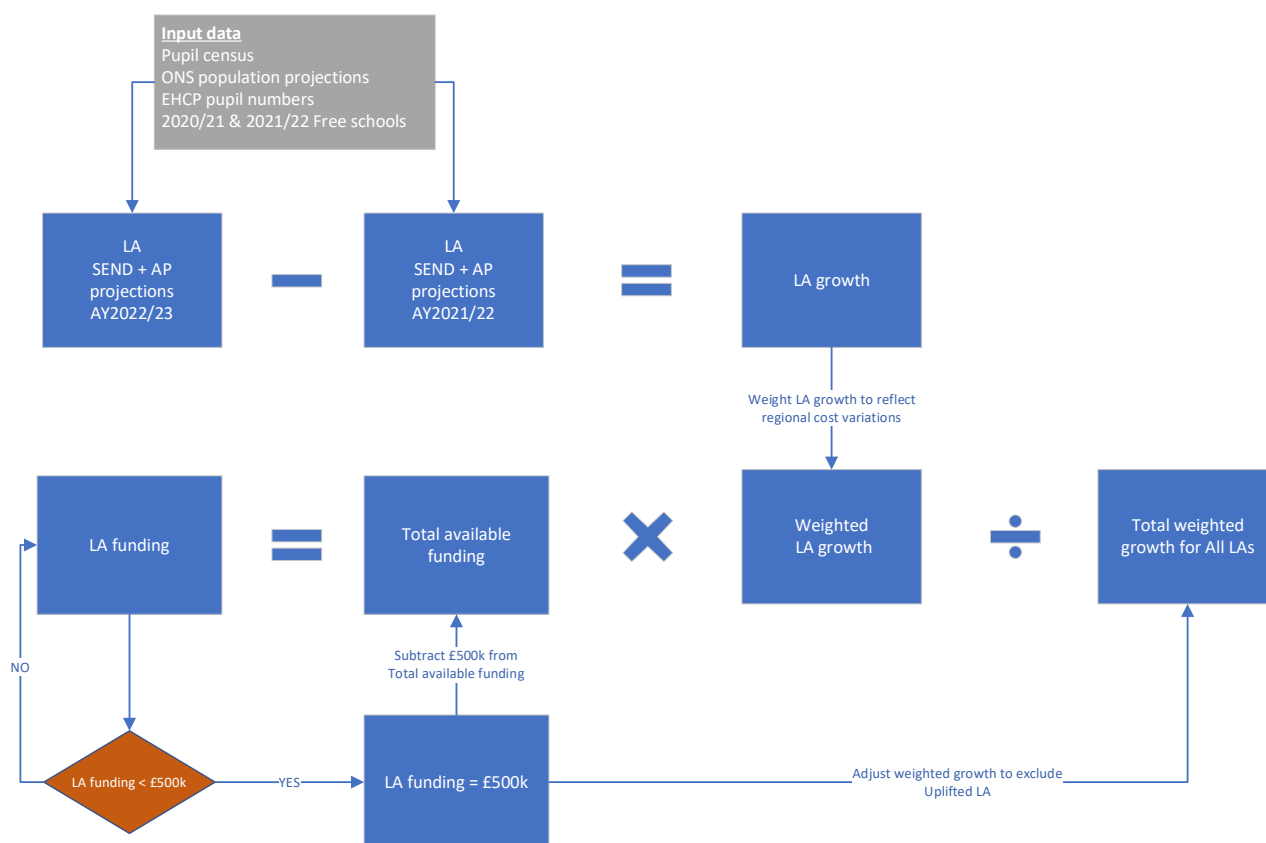 Input data
Pupil census
ONS population projections
EHCP pupil numbers
2020/21 & 2021/22 Free schools
LA
SEND + AP
projections
AY2022/23
LA
SEND + AP
projections
AY2021/22
LA growth
Weight LA growth to reflect
regional cost variations
LA funding
Total available
funding
Weighted
LA growth
Total weighted
growth for All LAs
NO
Subtract £500k from
Total available funding
LA funding < £500k
YES
LA funding = £500k
Adjust weighted growth to exclude
Uplifted LA